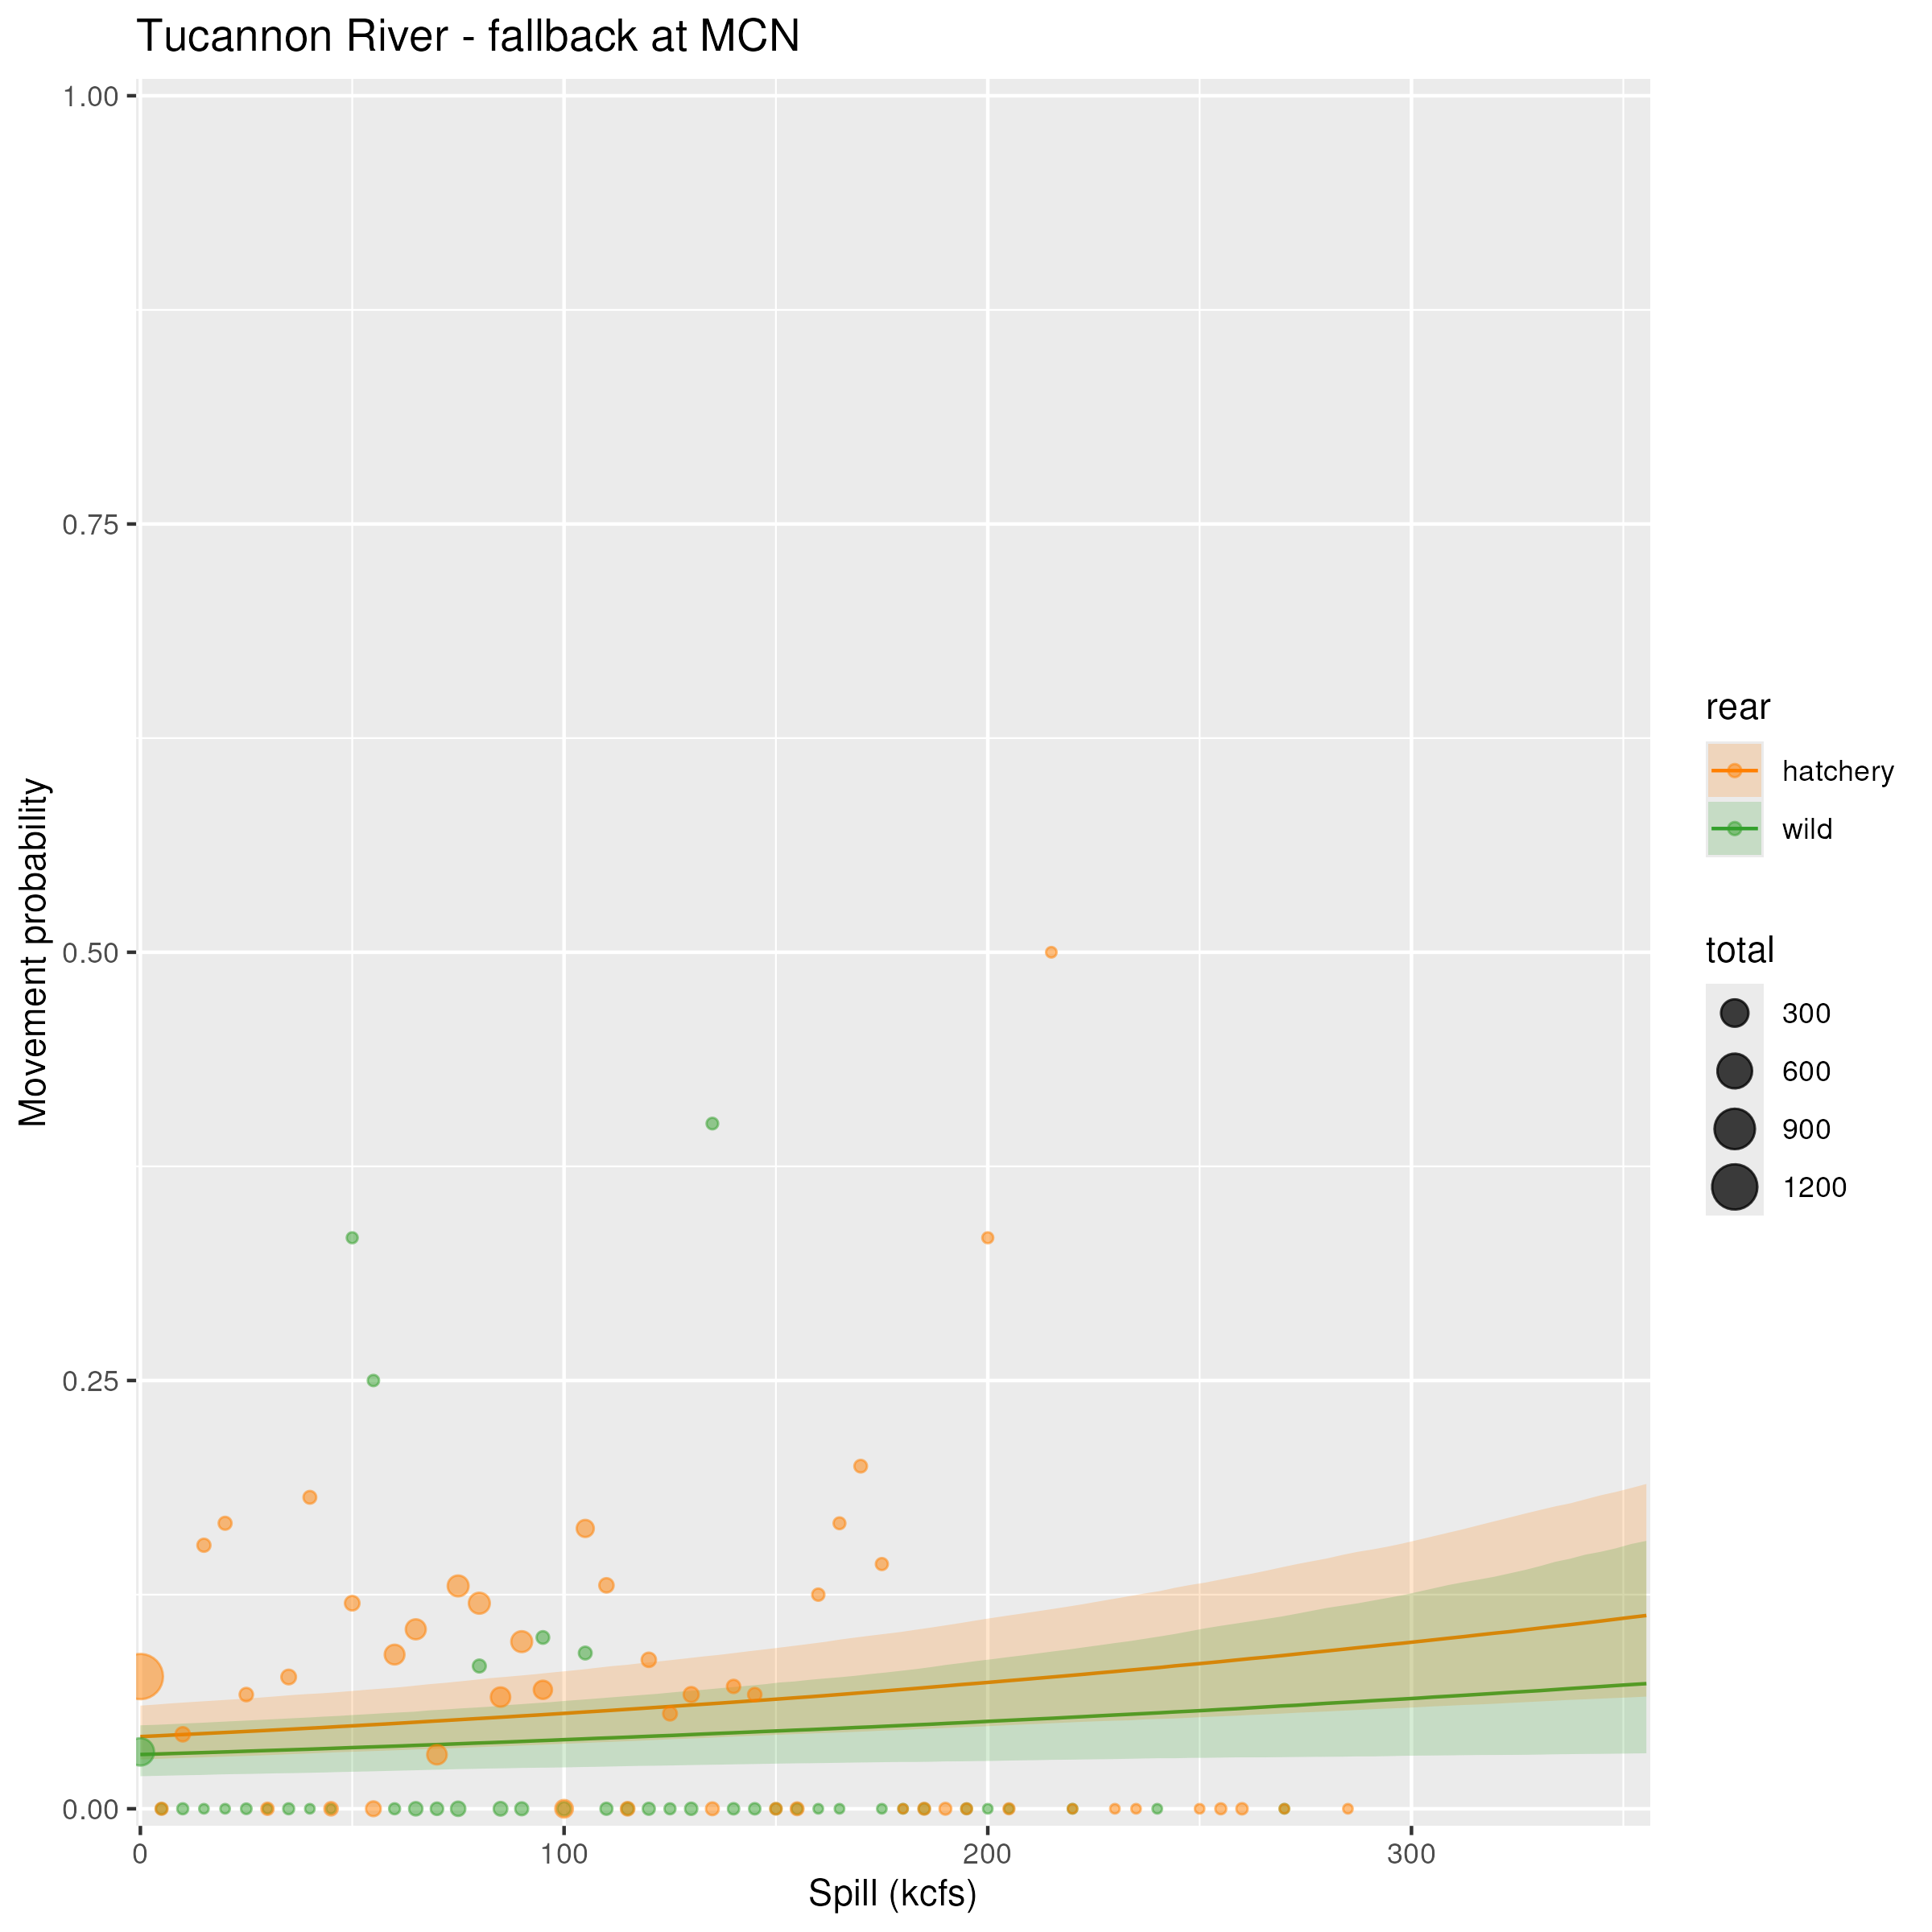 Tucannon River - fallback at MCN
Movement probability
1.00
0.75
0.50
0.25
0.00
0
100
200
300
Spill (kcfs)
rear
hatchery
wild
total
300
600
900
1200